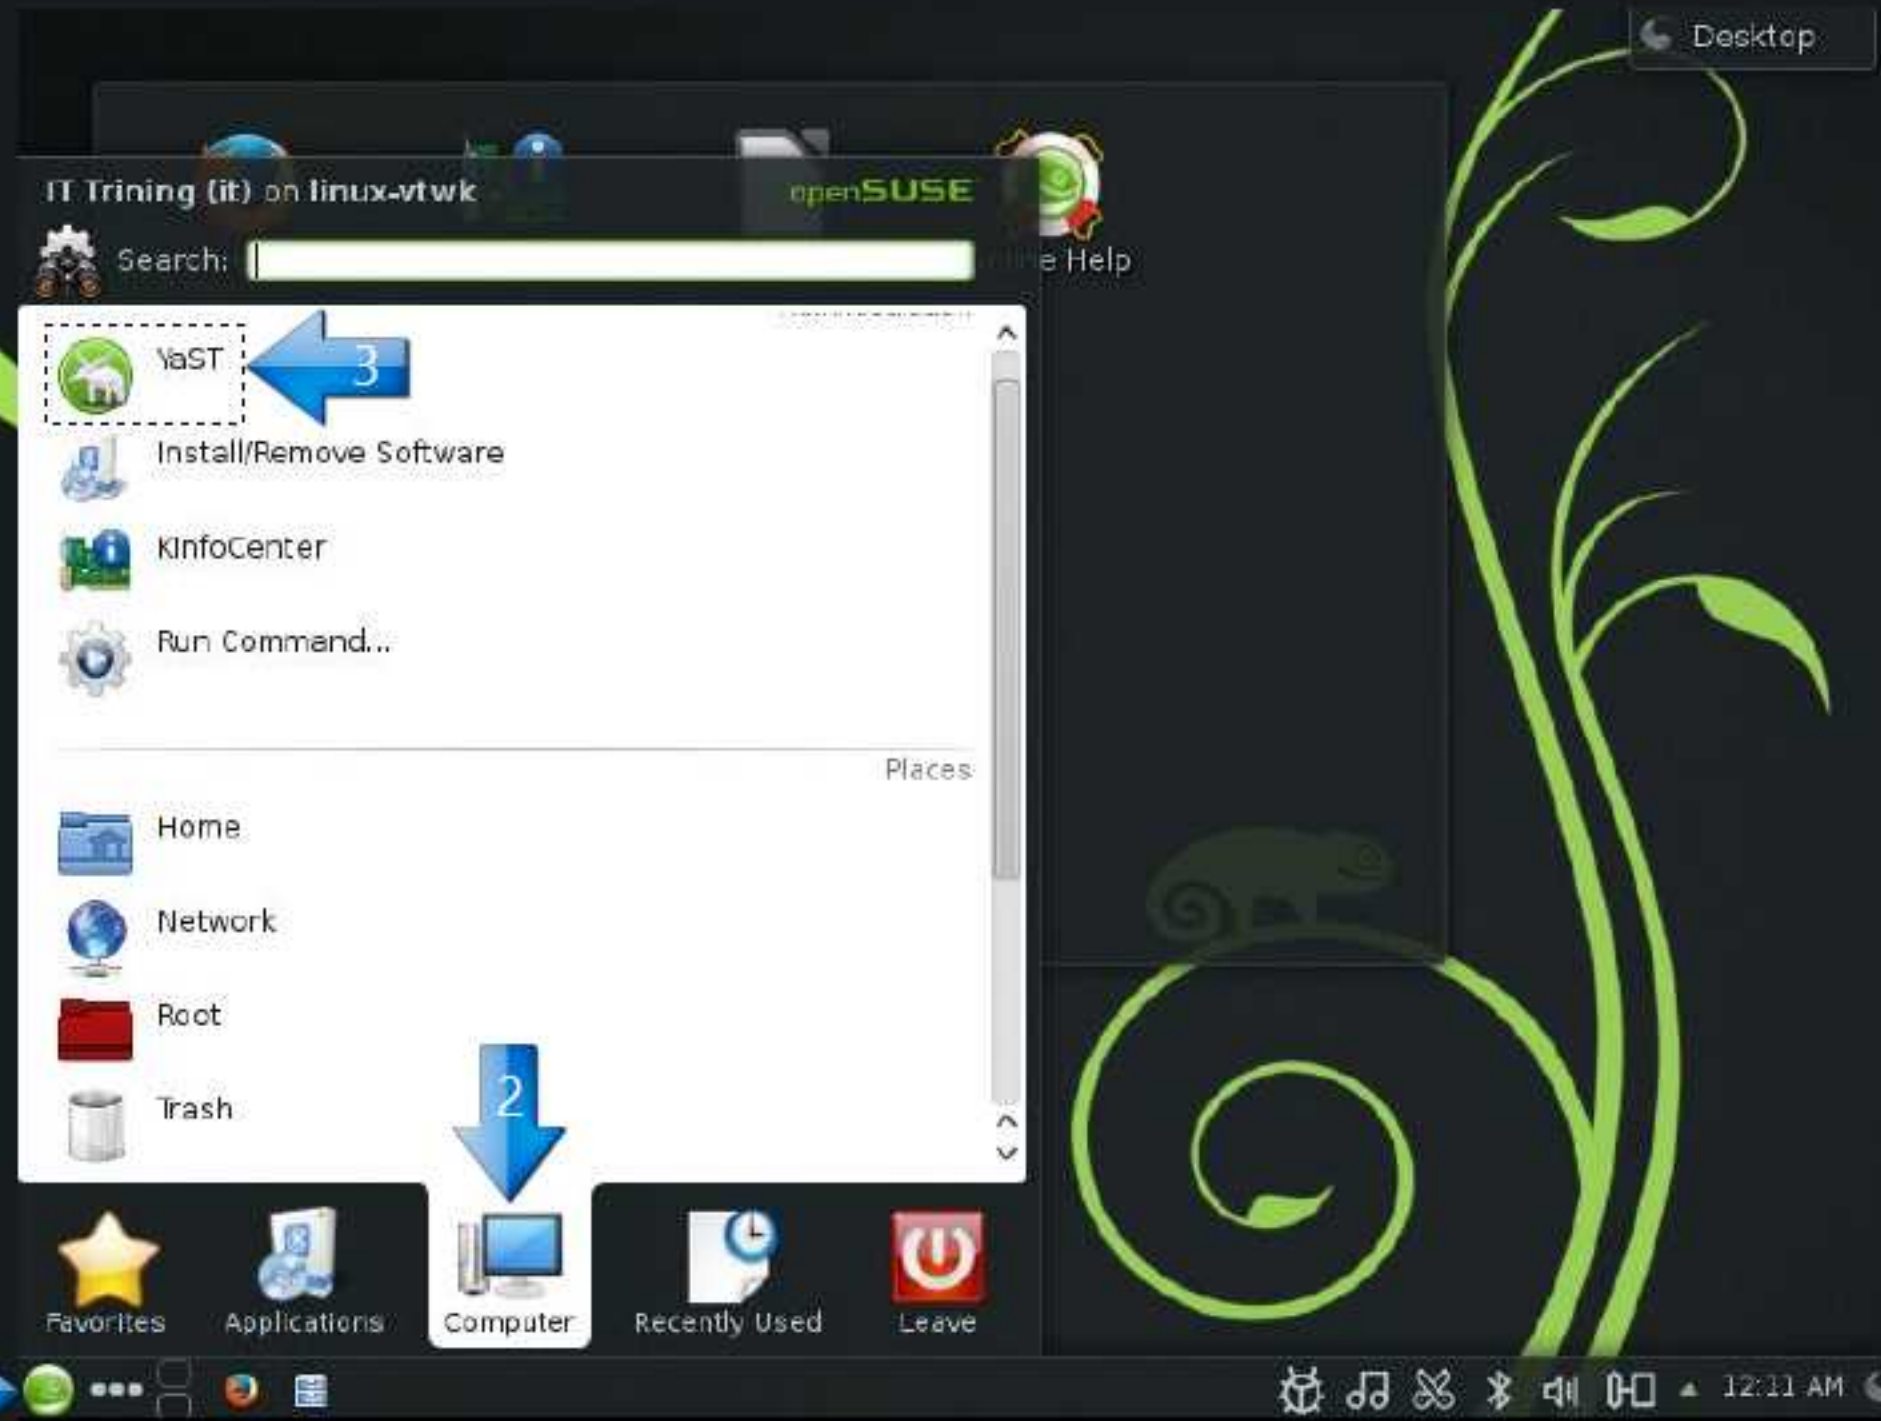 Desktop
IT Trining (it) on linux-vtwk
openSUSE
Search:
e Help
YaST
3
Install/Remove Software
KInfoCenter
Run Command...
Places
Home
Network
Root
Trash
2
Favorites
Applications
Computer
Recently Used
Leave
12:11 AM